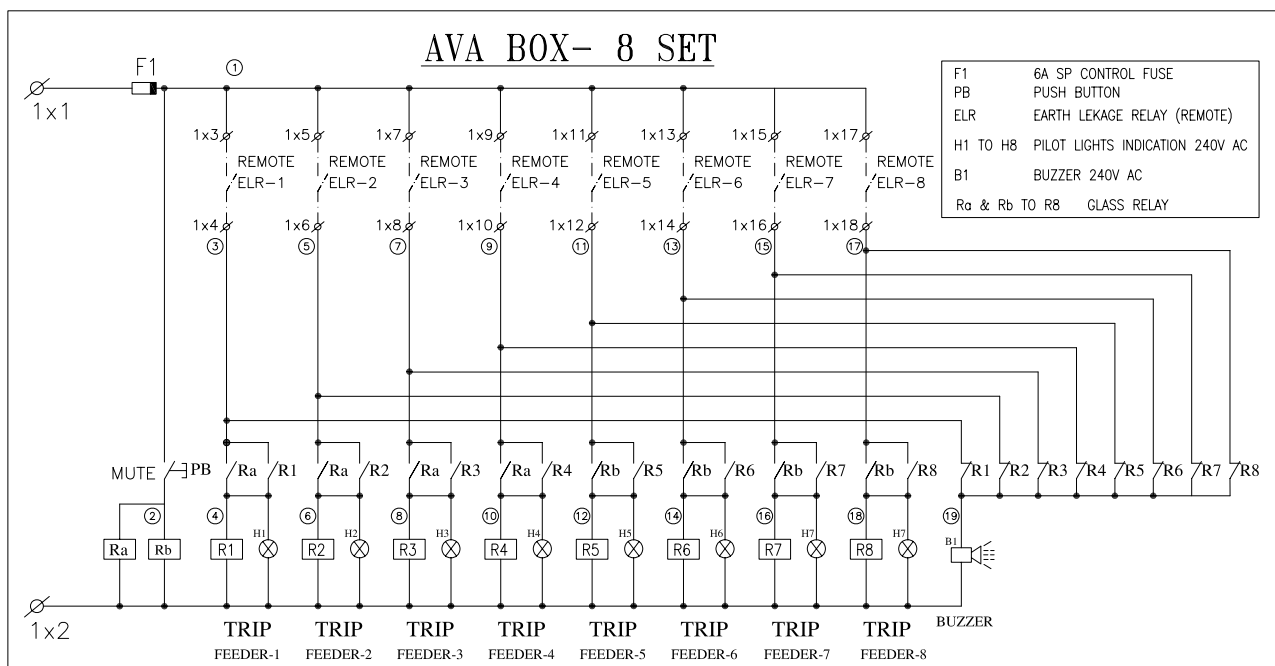 AVA BOX- 8 SET
F1
1
1x1
F1 6A SP CONTROL FUSE
PB PUSH BUTTON
ELR EARTH LEKAGE RELAY (REMOTE)
H1 TO H8 PILOT LIGHTS INDICATION 240V AC
B1 BUZZER 240V AC
Ra & Rb TO R8 GLASS RELAY
1x3 1x5 1x7 1x9 1x11 1x13 1x15 1x17
REMOTE REMOTE REMOTE REMOTE REMOTE REMOTE REMOTE REMOTE
ELR-1 ELR-2 ELR-3 ELR-4 ELR-5 ELR-6 ELR-7 ELR-8
1x4 1x6 1x8 1x10 1x12 1x14 1x16 1x18
3 5 7 9 11 13 15 17
MUTE PB Ra R1 Ra R2 Ra R3 Ra R4 Rb R5 Rb R6 Rb R7 Rb R8 R1 R2 R3 R4 R5 R6 R7 R8
2 4 6 8 10 12 14 16 18 19
H1 H2 H3 H4 H5 H6 H7 H7 B1
Ra Rb R1 R2 R3 R4 R5 R6 R7 R8
1x2
TRIP TRIP TRIP TRIP TRIP TRIP TRIP TRIP BUZZER
FEEDER-1 FEEDER-2 FEEDER-3 FEEDER-4 FEEDER-5 FEEDER-6 FEEDER-7 FEEDER-8